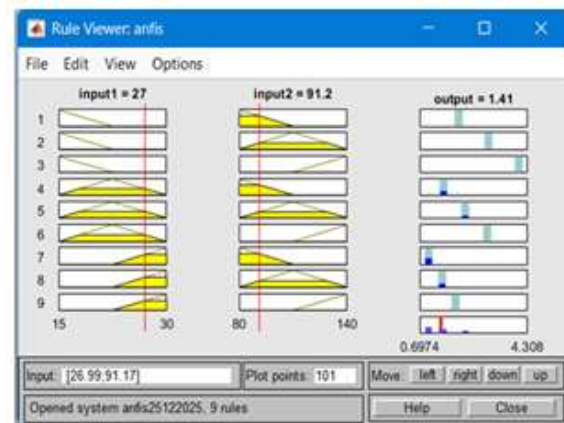 Rule Viewer: anfis
File Edit View Options
input1 = 27 input2 = 91.2 output = 1.41
1
2
3
4
5
6
7
8
9
15 30 80 140
0.6974 4.308
Input: [26.99;91.17] Plot points: 101 Move: left right down up
Opened system anfis25122025, 9 rules Help Close